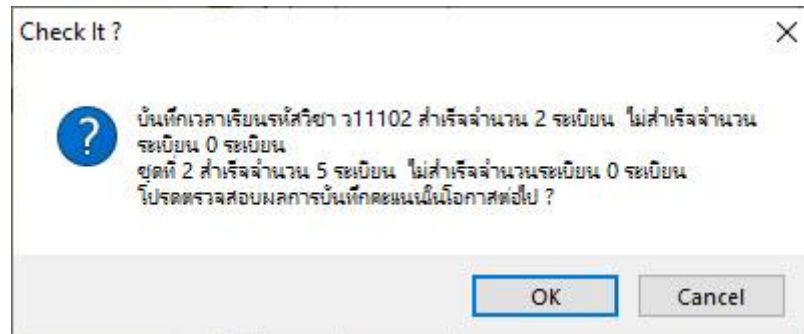 Check It ?
บันทึกเวลาเรียนรหัสวิชา ว11102 สำเร็จจำนวน 2 ระเบียน ไม่สำเร็จจำนวน
ระเบียน 0 ระเบียน
ชุดที่ 2 สำเร็จจำนวน 5 ระเบียน ไม่สำเร็จจำนวนระเบียน 0 ระเบียน
โปรดตรวจสอบผลการบันทึกคะแนนในโอกาสต่อไป ?
OK Cancel